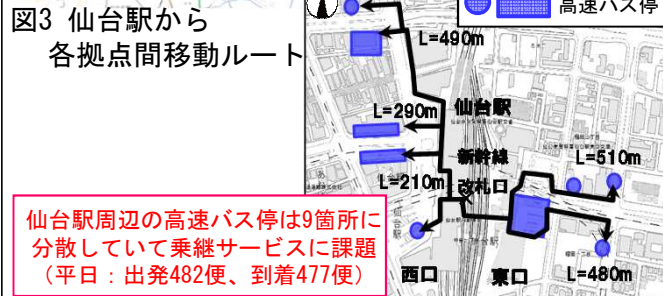 図3 仙台駅から
各拠点間移動ルート
高速バス停
L=490m
L=290m
仙台駅
新幹線
改札口
L=510m
L=210m
西口
東口
L=480m
仙台駅周辺の高速バス停は9箇所に
分散していて乗継サービスに課題
(平日:出発482便、到着477便)